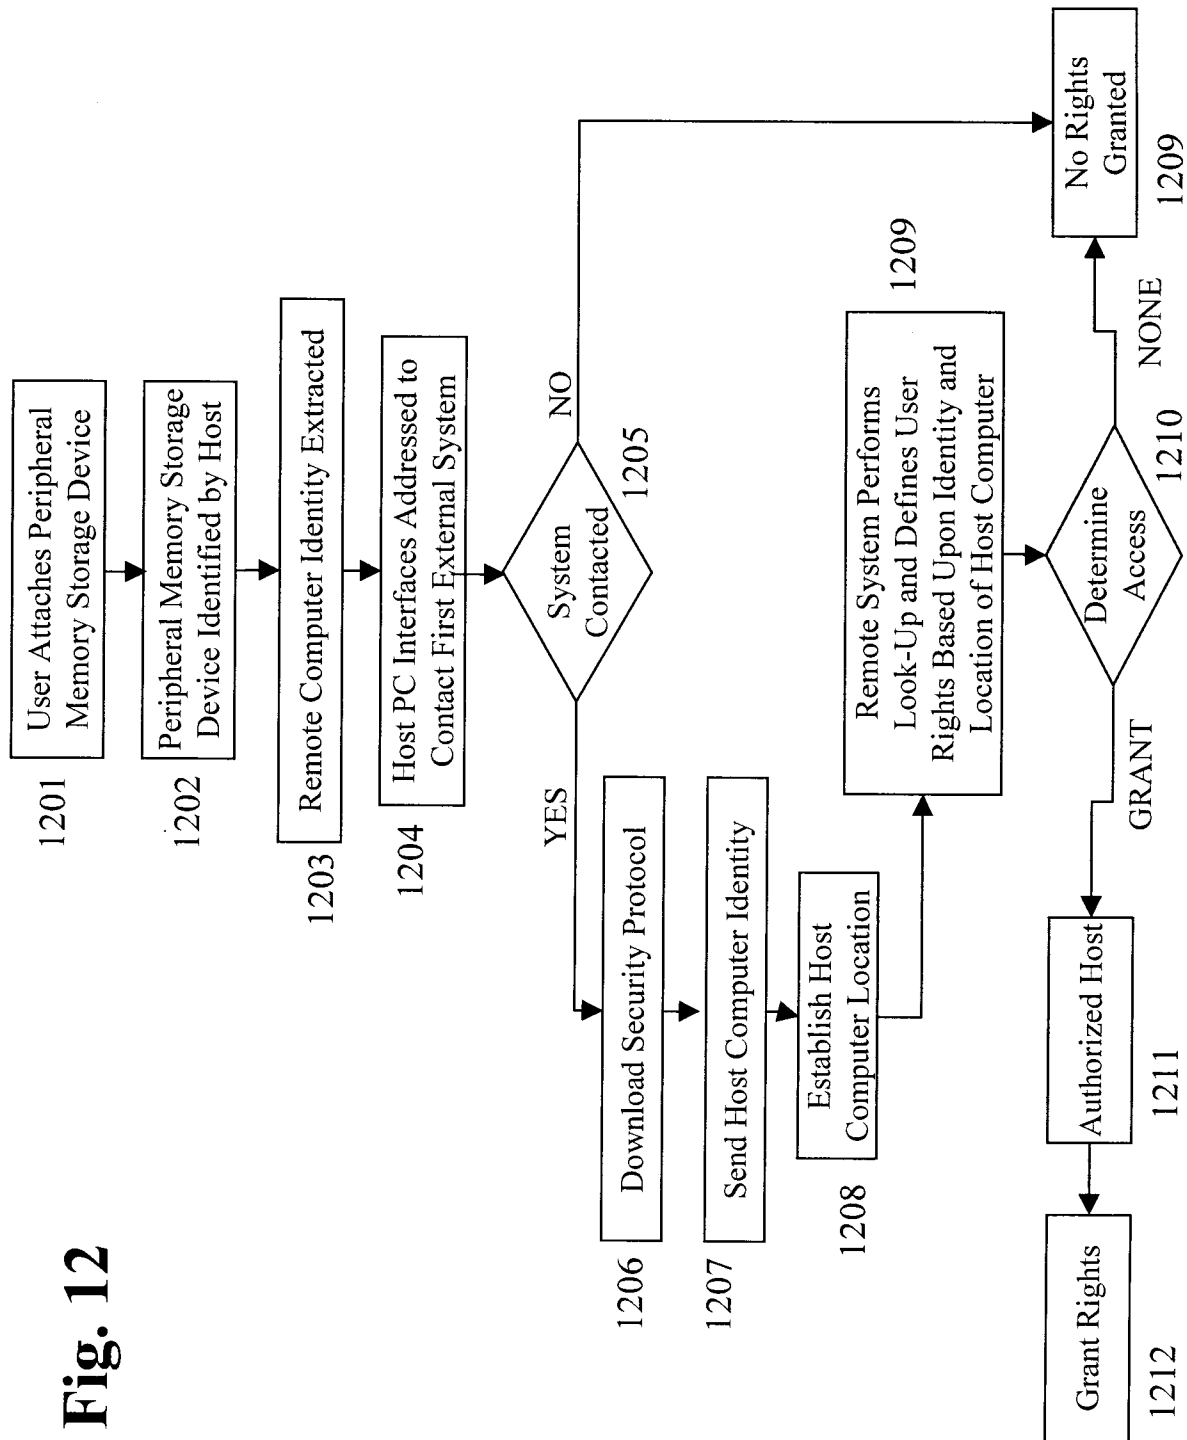 Fig. 12
1201
User Attaches Peripheral
Memory Storage Device
1202
Peripheral Memory Storage
Device Identified by Host
1203
Remote Computer Identity Extracted
1204
Host PC Interfaces Addressed to
Contact First External System
System
Contacted
1205
YES
NO
1206
Download Security Protocol
1207
Send Host Computer Identity
1208
Establish Host
Computer Location
Remote System Performs
Look-Up and Defines User
Rights Based Upon Identity and
Location of Host Computer
1209
Determine
Access
1210
GRANT
NONE
No Rights
Granted
1209
Authorized Host
1211
Grant Rights
1212